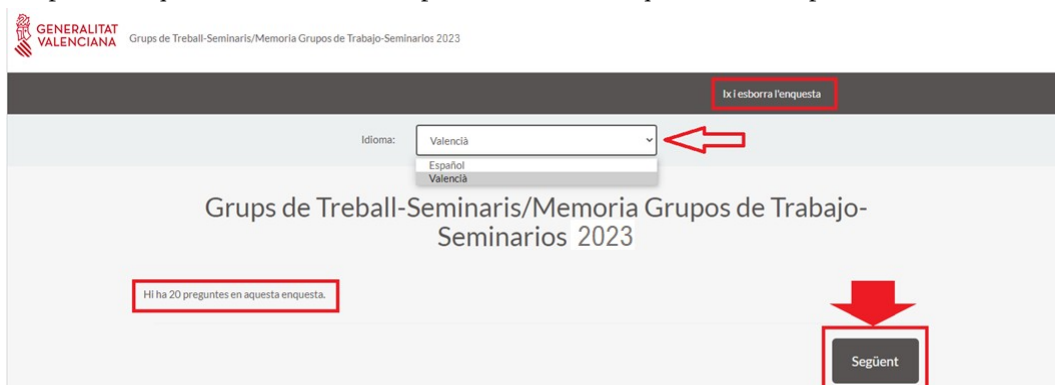 GENERALITAT
VALENCIANA
Grups de Treball-Seminaris/Memoria Grupos de Trabajo-Seminarios 2023
Ix i esborra l'enquesta
Idioma:
Valencià
Español
Valencià
Grups de Treball-Seminaris/Memoria Grupos de Trabajo-
Seminarios 2023
Hi ha 20 preguntes en aquesta enquesta.
Següent